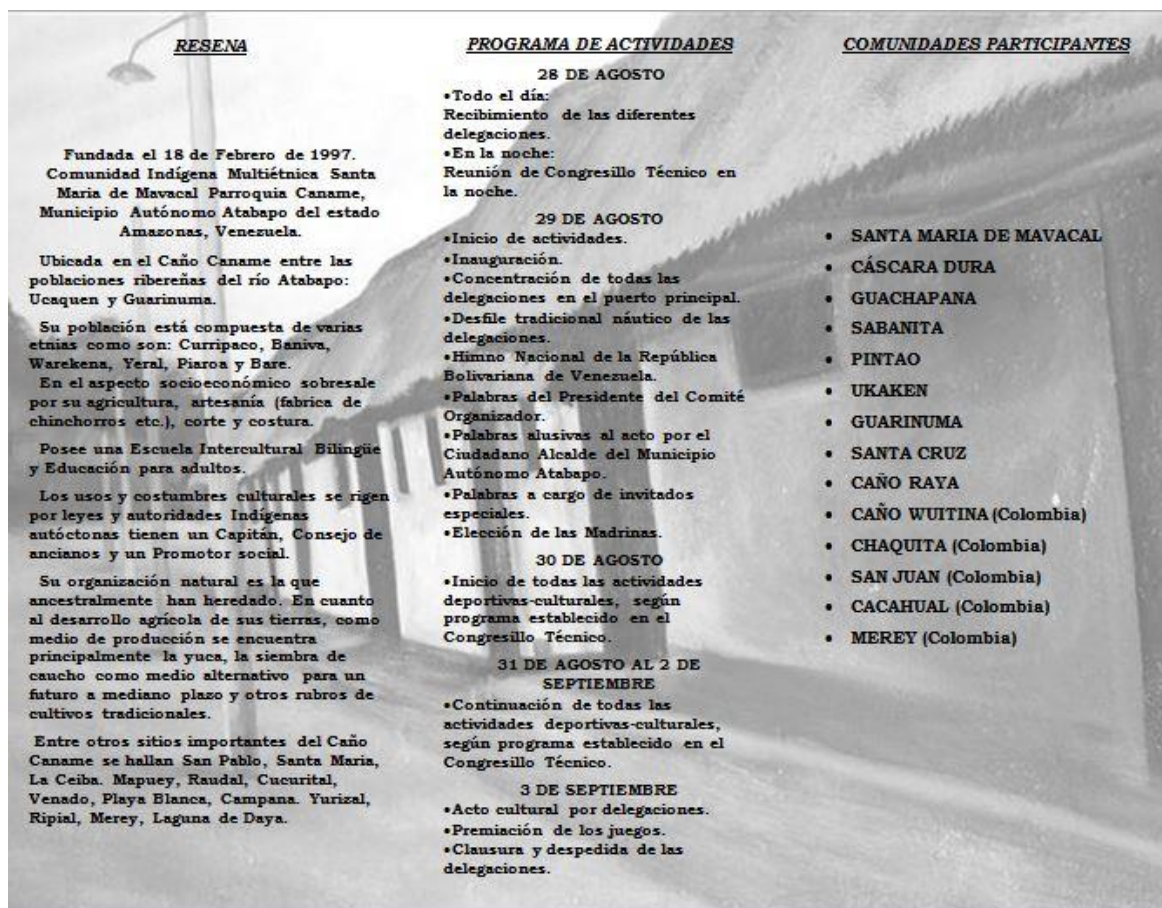 RESENA
Fundada el 18 de Febrero de 1997.
Comunidad Indígena Multiétnica Santa
Maria de Mavacal Parroquia Caname,
Municipio Autónomo Atabapo del estado
Amazonas, Venezuela.
Ubicada en el Caño Caname entre las
poblaciones ribereñas del río Atabapo:
Ucaquen y Guarinuma.
Su población está compuesta de varias
etnias como son: Curripaco, Baniva,
Warekena, Yeral, Piaroa y Bare.
En el aspecto socioeconómico sobresale
por su agricultura, artesanía (fabrica de
chinchorros etc.), corte y costura.
Posee una Escuela Intercultural Bilingüe
y Educación para adultos.
Los usos y costumbres culturales se rigen
por leyes y autoridades Indígenas
autóctonas tienen un Capitán, Consejo de
ancianos y un Promotor social.
Su organización natural es la que
ancestralmente han heredado. En cuanto
al desarrollo agrícola de sus tierras, como
medio de producción se encuentra
principalmente la yuca, la siembra de
caucho como medio alternativo para un
futuro a mediano plazo y otros rubros de
cultivos tradicionales.
Entre otros sitios importantes del Caño
Caname se hallan San Pablo, Santa Maria,
La Ceiba. Mapuey, Raudal, Cucurital,
Venado, Playa Blanca, Campana. Yurizal,
Ripial, Merey, Laguna de Daya.
PROGRAMA DE ACTIVIDADES
28 DE AGOSTO
•Todo el día:
Recibimiento de las diferentes
delegaciones.
•En la noche:
Reunión de Congresillo Técnico en
la noche.
29 DE AGOSTO
•Inicio de actividades.
•Inauguración.
•Concentración de todas las
delegaciones en el puerto principal.
•Desfile tradicional náutico de las
delegaciones.
•Himno Nacional de la República
Bolivariana de Venezuela.
•Palabras del Presidente del Comité
Organizador.
•Palabras alusivas al acto por el
Ciudadano Alcalde del Municipio
Autónomo Atabapo.
•Palabras a cargo de invitados
especiales.
•Elección de las Madrinas.
30 DE AGOSTO
•Inicio de todas las actividades
deportivas-culturales, según
programa establecido en el
Congresillo Técnico.
31 DE AGOSTO AL 2 DE
SEPTIEMBRE
•Continuación de todas las
actividades deportivas-culturales,
según programa establecido en el
Congresillo Técnico.
3 DE SEPTIEMBRE
•Acto cultural por delegaciones.
•Premiación de los juegos.
•Clausura y despedida de las
delegaciones.
COMUNIDADES PARTICIPANTES
• SANTA MARIA DE MAVACAL
• CÁSCARA DURA
• GUACHAPANA
• SABANITA
• PINTAO
• UKAKEN
• GUARINUMA
• SANTA CRUZ
• CAÑO RAYA
• CAÑO WUITINA (Colombia)
• CHAQUITA (Colombia)
• SAN JUAN (Colombia)
• CACAHUAL (Colombia)
• MEREY (Colombia)